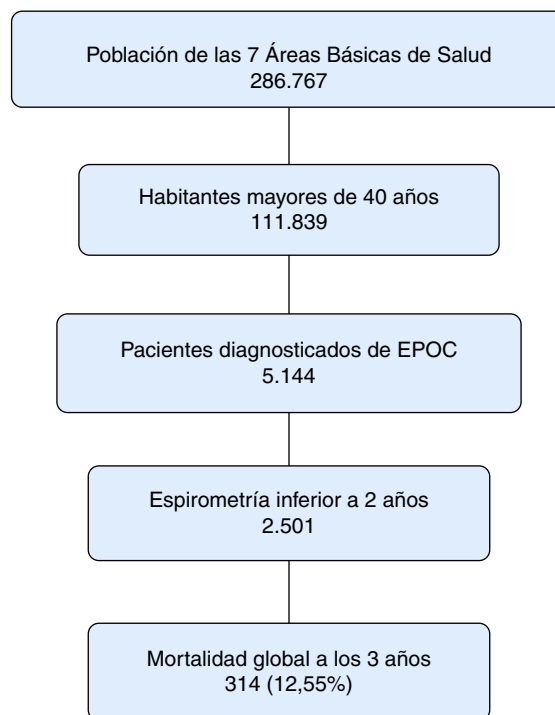 Población de las 7 Áreas Básicas de Salud
286.767
Habitantes mayores de 40 años
111.839
Pacientes diagnosticados de EPOC
5.144
Espirometría inferior a 2 años
2.501
Mortalidad global a los 3 años
314 (12,55%)